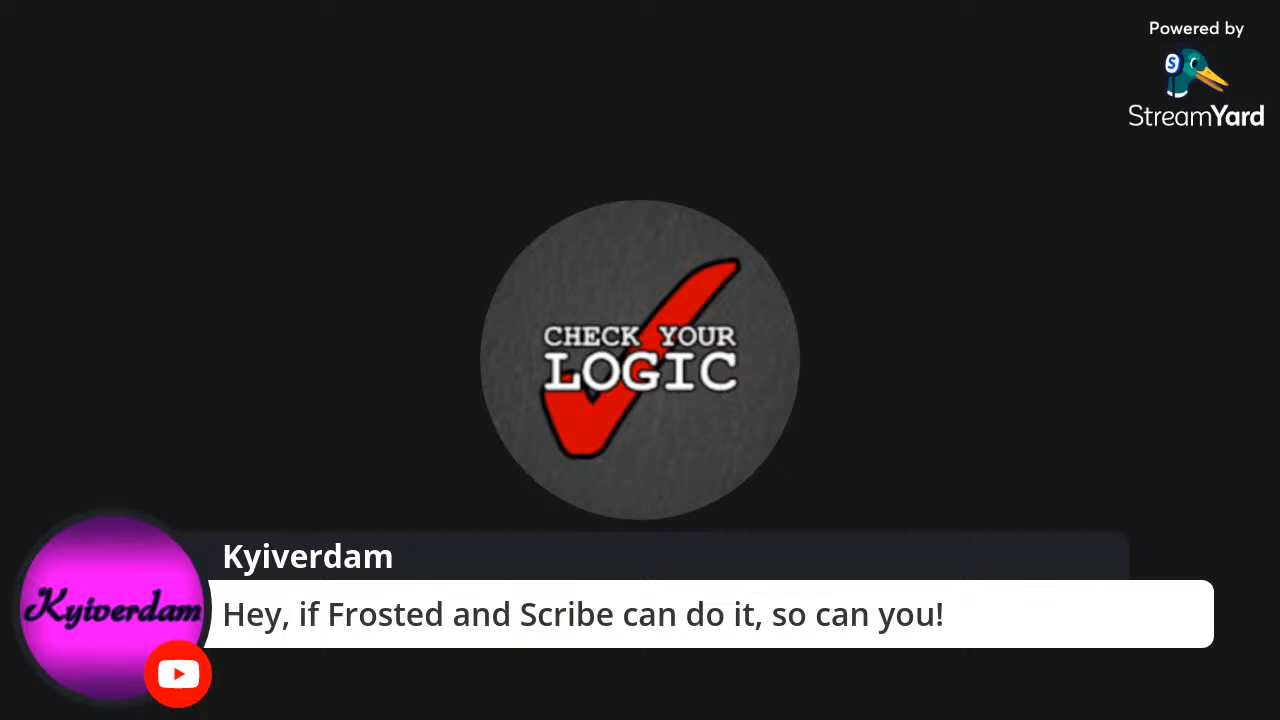 Powered by
S
StreamYard
CHECK YOUR
LOGIC
Kyiverdam
Kyiverdam
Hey, if Frosted and Scribe can do it, so can you!